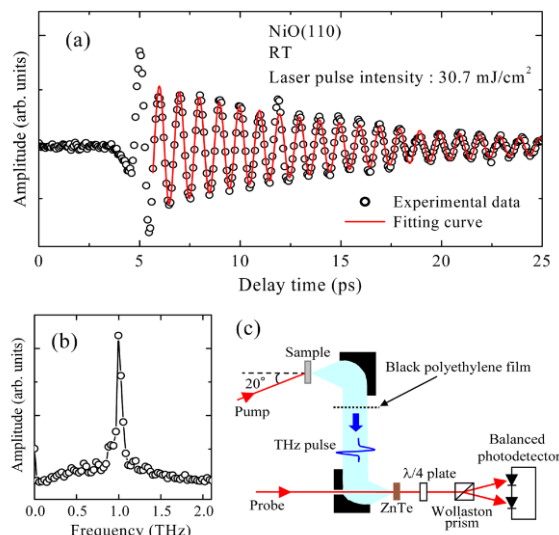 (a)
NiO(110)
RT
Laser pulse intensity : 30.7 mJ/cm²
Amplitude (arb. units)
Experimental data
Fitting curve
0 5 10 15 20 25
Delay time (ps)
(b)
Amplitude (arb. units)
0.0 0.5 1.0 1.5 2.0
Frequency (THz)
(c)
Sample
Black polyethylene film
20°
Pump
THz pulse
Balanced
photodetector
λ/4 plate
Probe
ZnTe
Wollaston
prism